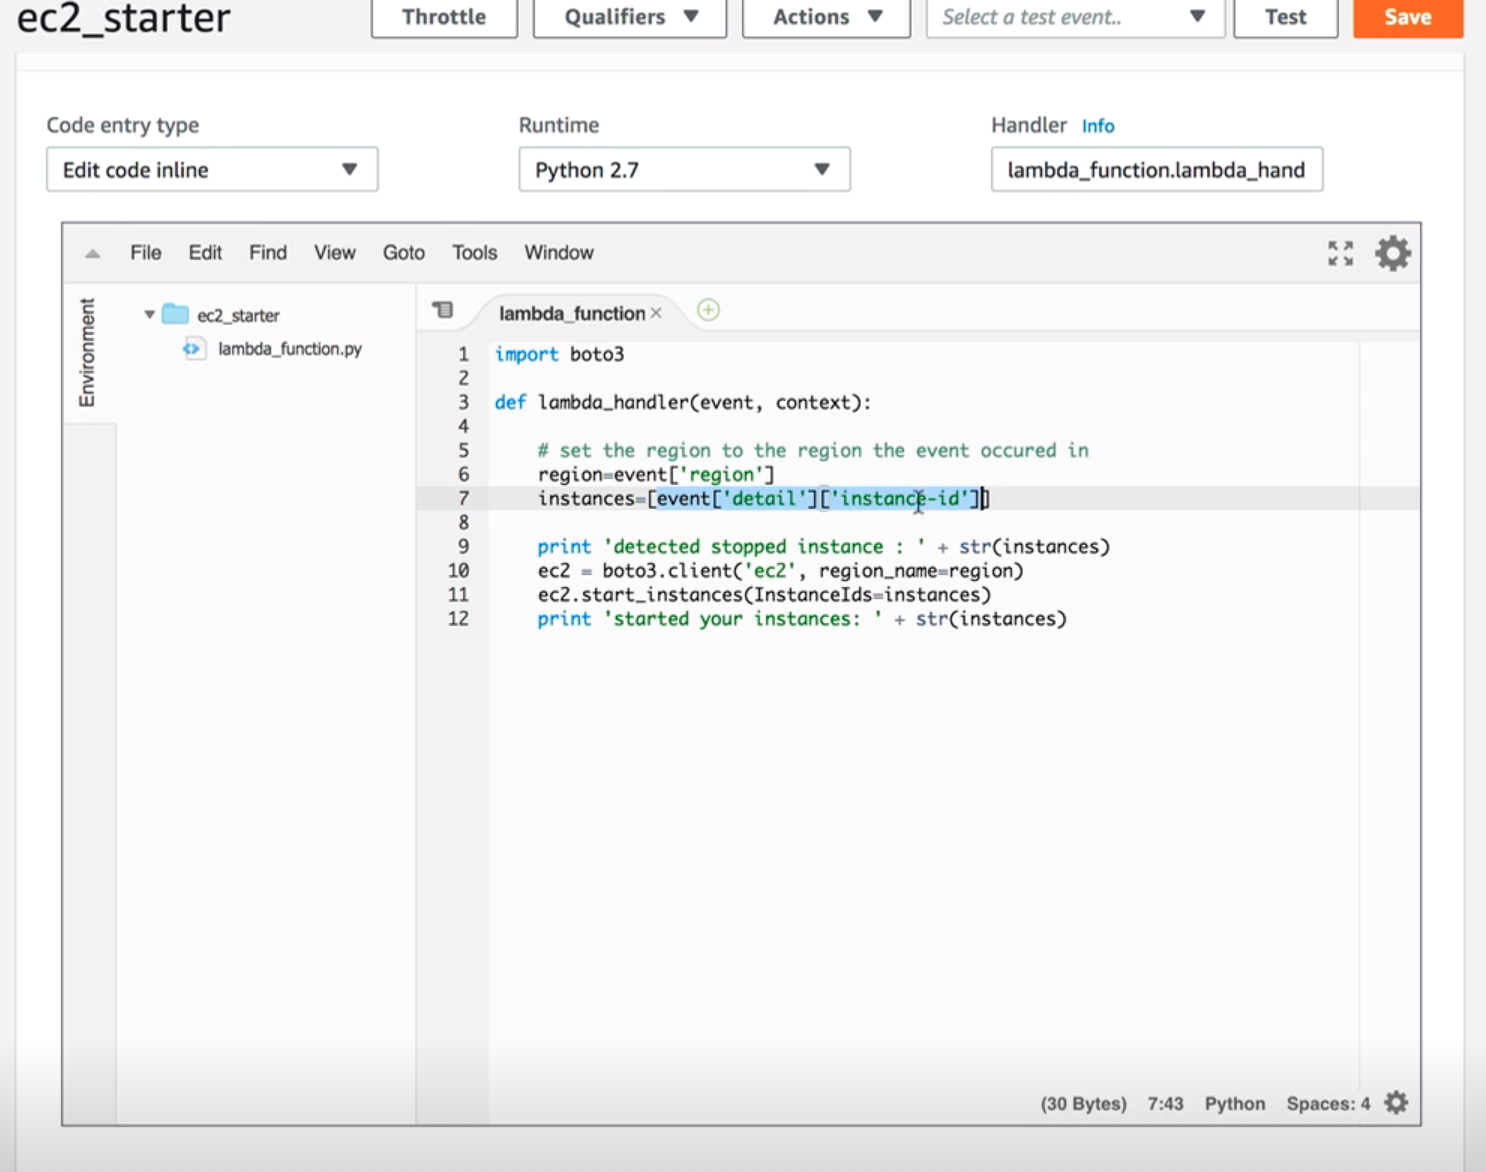 ec2_starter
Throttle
Qualifiers
Actions
Select a test event..
Test
Save
Code entry type
Runtime
Handler Info
Edit code inline
Python 2.7
lambda_function.lambda_hand
File Edit Find View Goto Tools Window
Environment
ec2_starter
lambda_function.py
lambda_function
1 import boto3
2
3 def lambda_handler(event, context):
4
5     # set the region to the region the event occured in
6     region=event['region']
7     instances=[event['detail']['instance-id']]
8
9     print 'detected stopped instance : ' + str(instances)
10     ec2 = boto3.client('ec2', region_name=region)
11     ec2.start_instances(InstanceIds=instances)
12     print 'started your instances: ' + str(instances)
(30 Bytes) 7:43 Python Spaces: 4